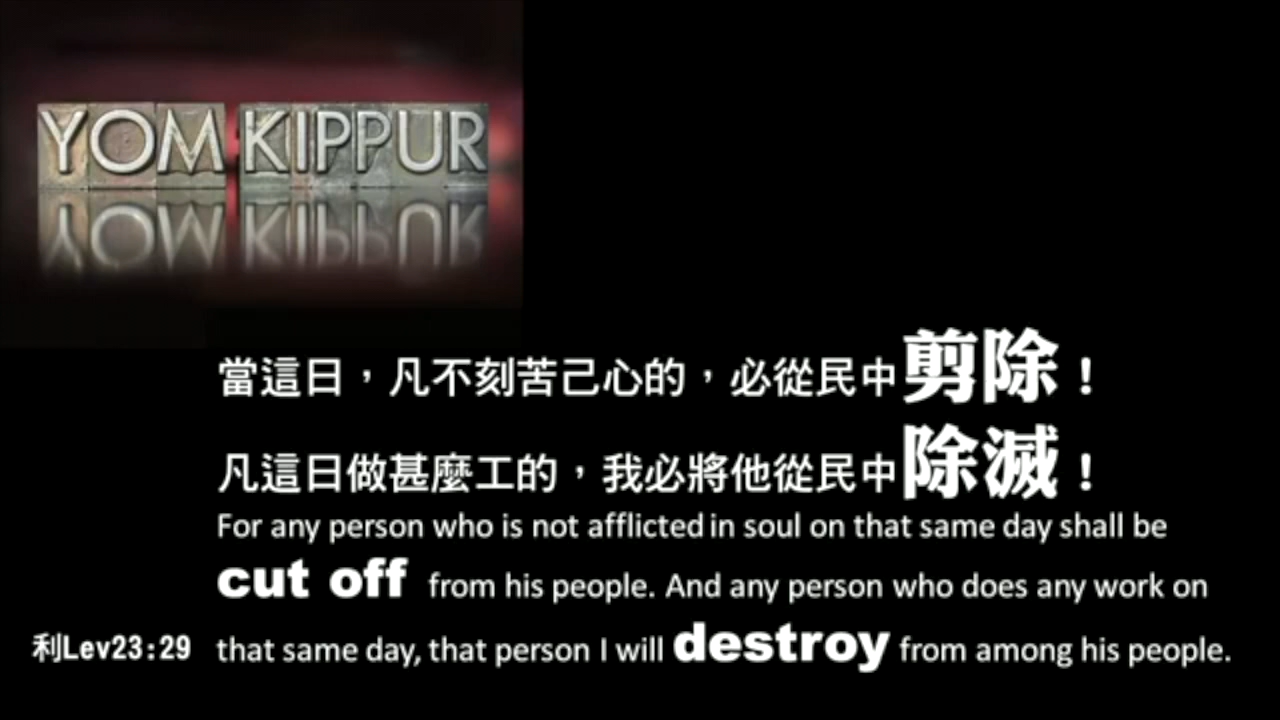 YOM KIPPUR
當這日，凡不刻苦己心的，必從民中剪除！
凡這日做甚麼工的，我必將他從民中除滅！
For any person who is not afflicted in soul on that same day shall be
cut off from his people. And any person who does any work on
利Lev23:29 that same day, that person I will destroy from among his people.